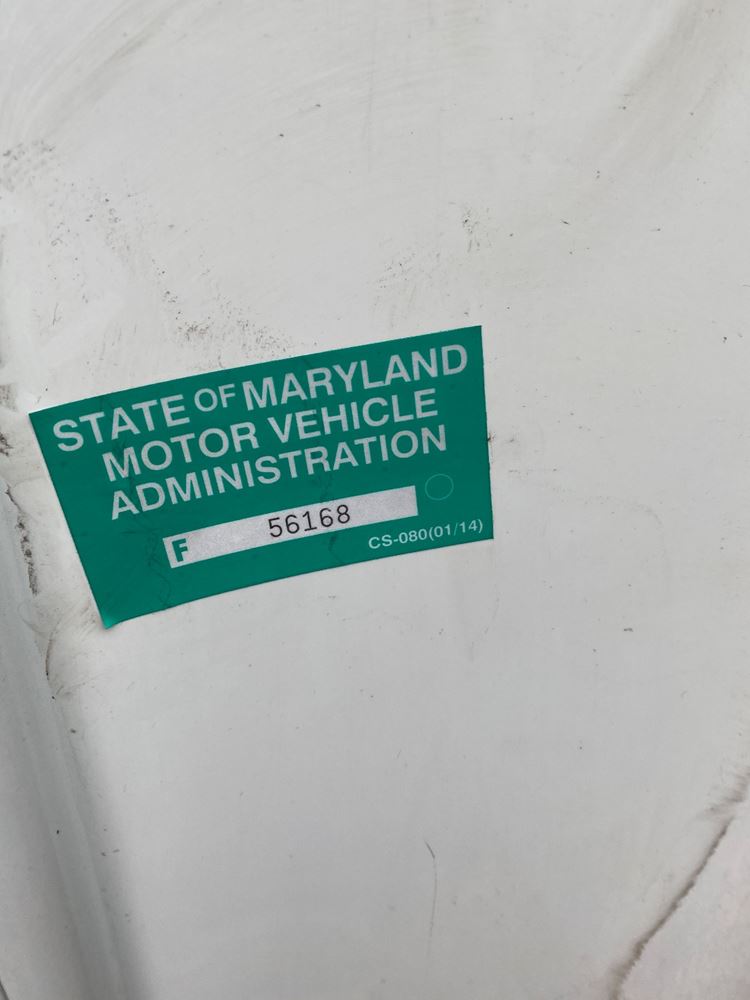 STATE OF MARYLAND
MOTOR VEHICLE
ADMINISTRATION
F 56168
CS-080(01/14)